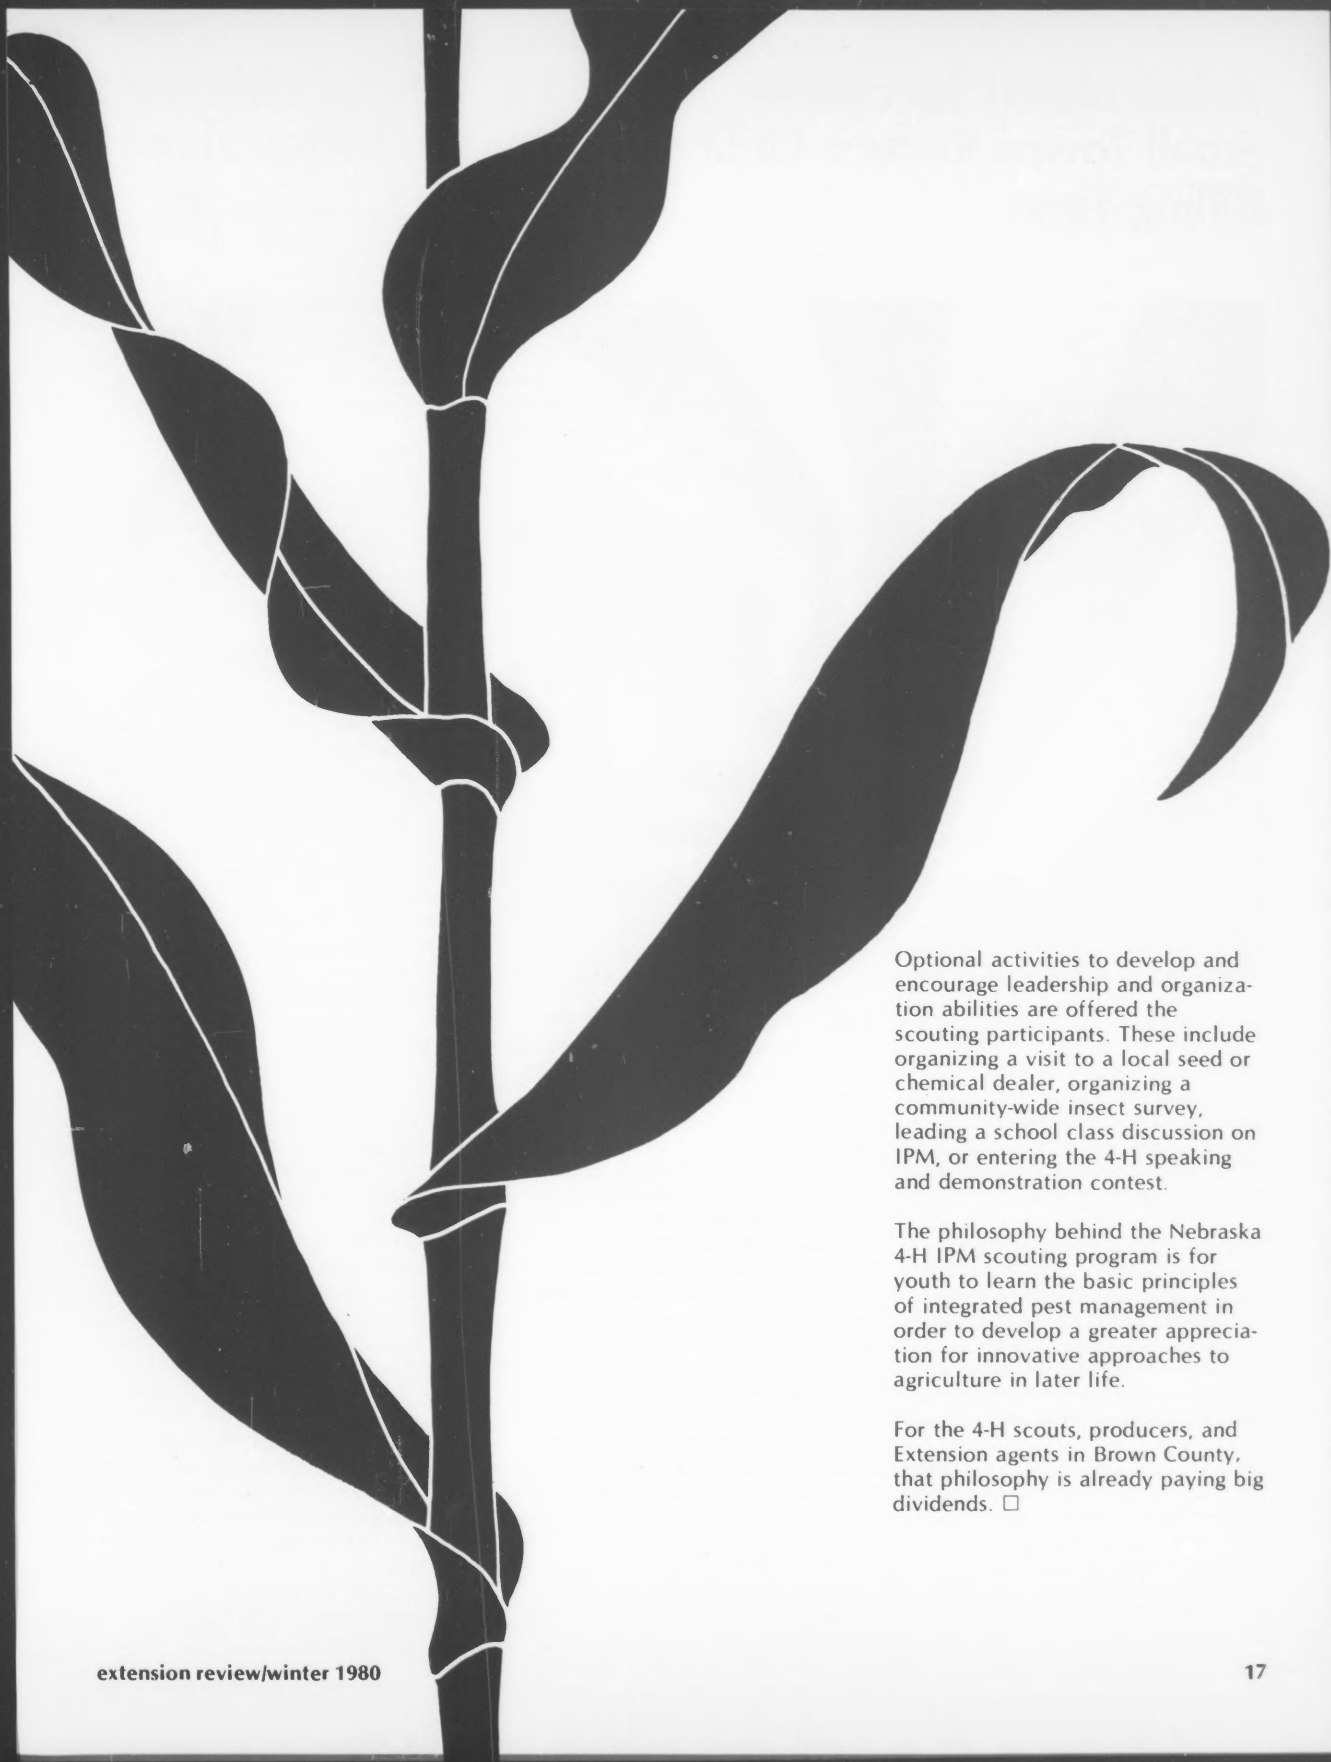 Optional activities to develop and
encourage leadership and organiza-
tion abilities are offered the
scouting participants. These include
organizing a visit to a local seed or
chemical dealer, organizing a
community-wide insect survey,
leading a school class discussion on
IPM, or entering the 4-H speaking
and demonstration contest.
The philosophy behind the Nebraska
4-H IPM scouting program is for
youth to learn the basic principles
of integrated pest management in
order to develop a greater apprecia-
tion for innovative approaches to
agriculture in later life.
For the 4-H scouts, producers, and
Extension agents in Brown County,
that philosophy is already paying big
dividends. □
extension review/winter 1980
17